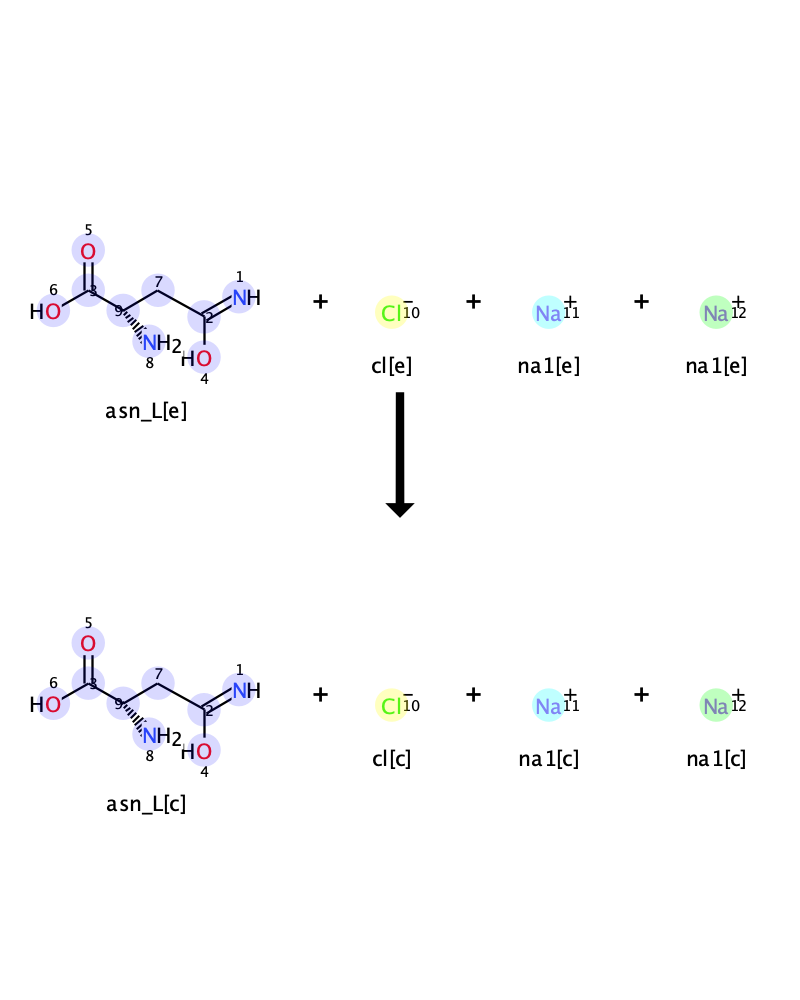 5
O
6 3 7 1
HO 9 NH
2
NH2 HO
8 4
asn_L[e]
+
Cl − 10
cl[e]
+
Na + 11
na1[e]
+
Na + 12
na1[e]
5
O
6 3 7 1
HO 9 NH
2
NH2 HO
8 4
asn_L[c]
+
Cl − 10
cl[c]
+
Na + 11
na1[c]
+
Na + 12
na1[c]